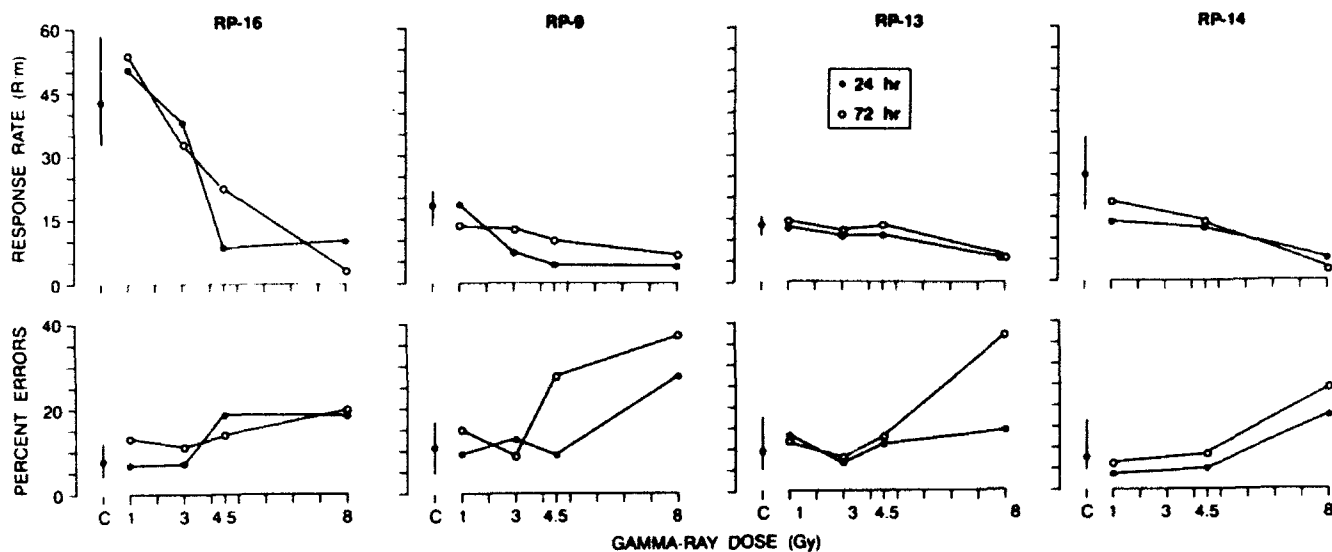 RP-16 RP-9 RP-13 RP-14
RESPONSE RATE (R/m)
60
45
30
15
0
24 hr
72 hr
PERCENT ERRORS
40
20
0
C 1 3 4.5 8 C 1 3 4.5 8 C 1 3 4.5 8 C 1 3 4.5 8
GAMMA-RAY DOSE (Gy)